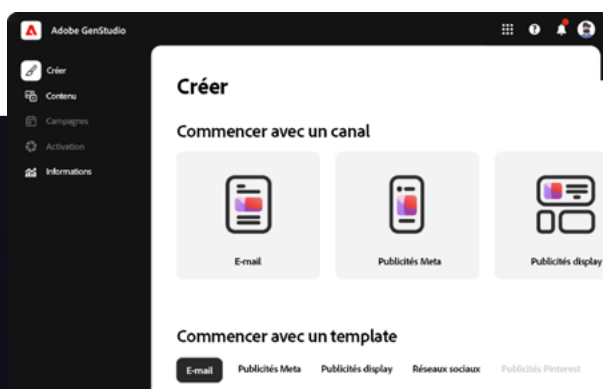 Adobe GenStudio
Créer
Contenu
Campagnes
Activation
Informations
Créer
Commencer avec un canal
E-mail
Publicités Meta
Publicités display
Commencer avec un template
E-mail Publicités Meta Publicités display Réseaux sociaux Publicités Pinterest